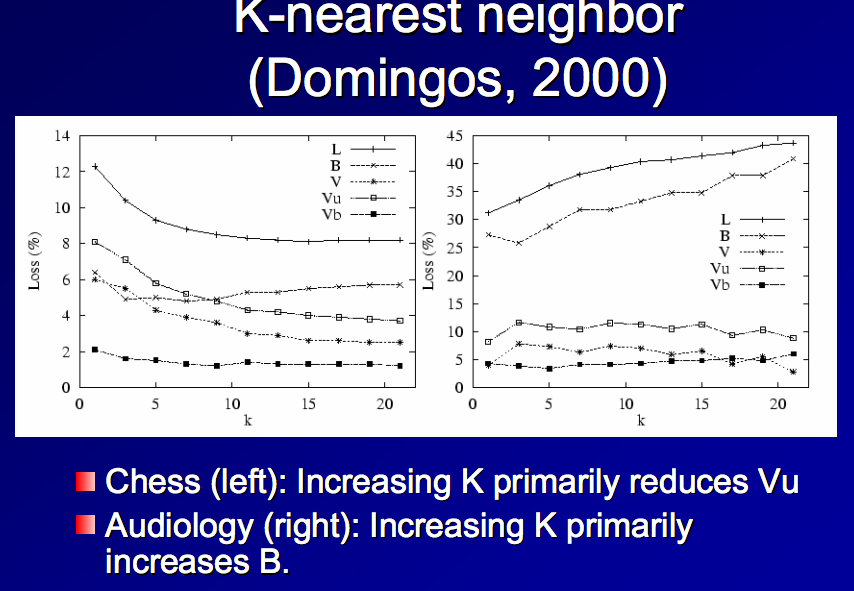 K-nearest neighbor
(Domingos, 2000)
14
12
10
8
6
4
2
0
Loss (%)
0 5 10 15 20
k
L
B
V
Vu
Vb
45
40
35
30
25
20
15
10
5
0
Loss (%)
0 5 10 15 20
k
L
B
V
Vu
Vb
Chess (left): Increasing K primarily reduces Vu
Audiology (right): Increasing K primarily
increases B.